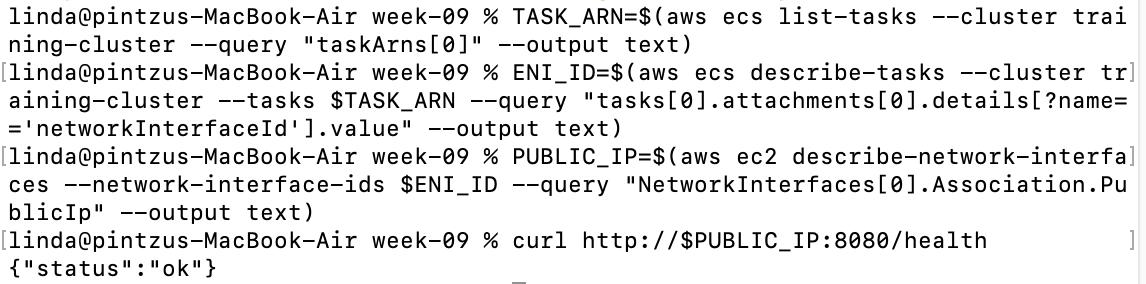 linda@pintzus-MacBook-Air week-09 % TASK_ARN=$(aws ecs list-tasks --cluster trai
ning-cluster --query "taskArns[0]" --output text)
[linda@pintzus-MacBook-Air week-09 % ENI_ID=$(aws ecs describe-tasks --cluster tr]
aining-cluster --tasks $TASK_ARN --query "tasks[0].attachments[0].details[?name=
='networkInterfaceId'].value" --output text)
[linda@pintzus-MacBook-Air week-09 % PUBLIC_IP=$(aws ec2 describe-network-interfa]
ces --network-interface-ids $ENI_ID --query "NetworkInterfaces[0].Association.Pu
blicIp" --output text)
[linda@pintzus-MacBook-Air week-09 % curl http://$PUBLIC_IP:8080/health ]
{"status":"ok"}